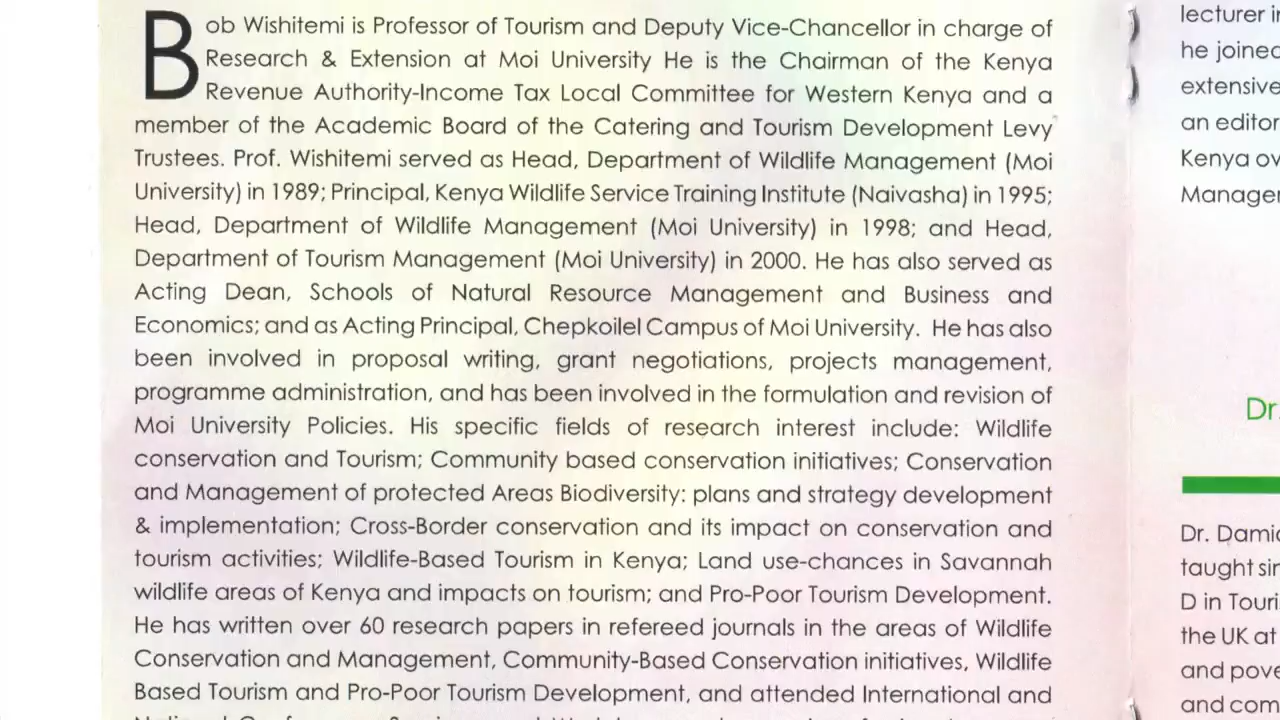 Bob Wishitemi is Professor of Tourism and Deputy Vice-Chancellor in charge of
Research & Extension at Moi University He is the Chairman of the Kenya
Revenue Authority-Income Tax Local Committee for Western Kenya and a
member of the Academic Board of the Catering and Tourism Development Levy
Trustees. Prof. Wishitemi served as Head, Department of Wildlife Management (Moi
University) in 1989; Principal, Kenya Wildlife Service Training Institute (Naivasha) in 1995;
Head, Department of Wildlife Management (Moi University) in 1998; and Head,
Department of Tourism Management (Moi University) in 2000. He has also served as
Acting Dean, Schools of Natural Resource Management and Business and
Economics; and as Acting Principal, Chepkoilel Campus of Moi University. He has also
been involved in proposal writing, grant negotiations, projects management,
programme administration, and has been involved in the formulation and revision of
Moi University Policies. His specific fields of research interest include: Wildlife
conservation and Tourism; Community based conservation initiatives; Conservation
and Management of protected Areas Biodiversity: plans and strategy development
& implementation; Cross-Border conservation and its impact on conservation and
tourism activities; Wildlife-Based Tourism in Kenya; Land use-chances in Savannah
wildlife areas of Kenya and impacts on tourism; and Pro-Poor Tourism Development.
He has written over 60 research papers in refereed journals in the areas of Wildlife
Conservation and Management, Community-Based Conservation initiatives, Wildlife
Based Tourism and Pro-Poor Tourism Development, and attended International and
lecturer
he joined
extensive
an editor
Kenya
Dr.
Dr.
taught
D in
the UK at
and
and